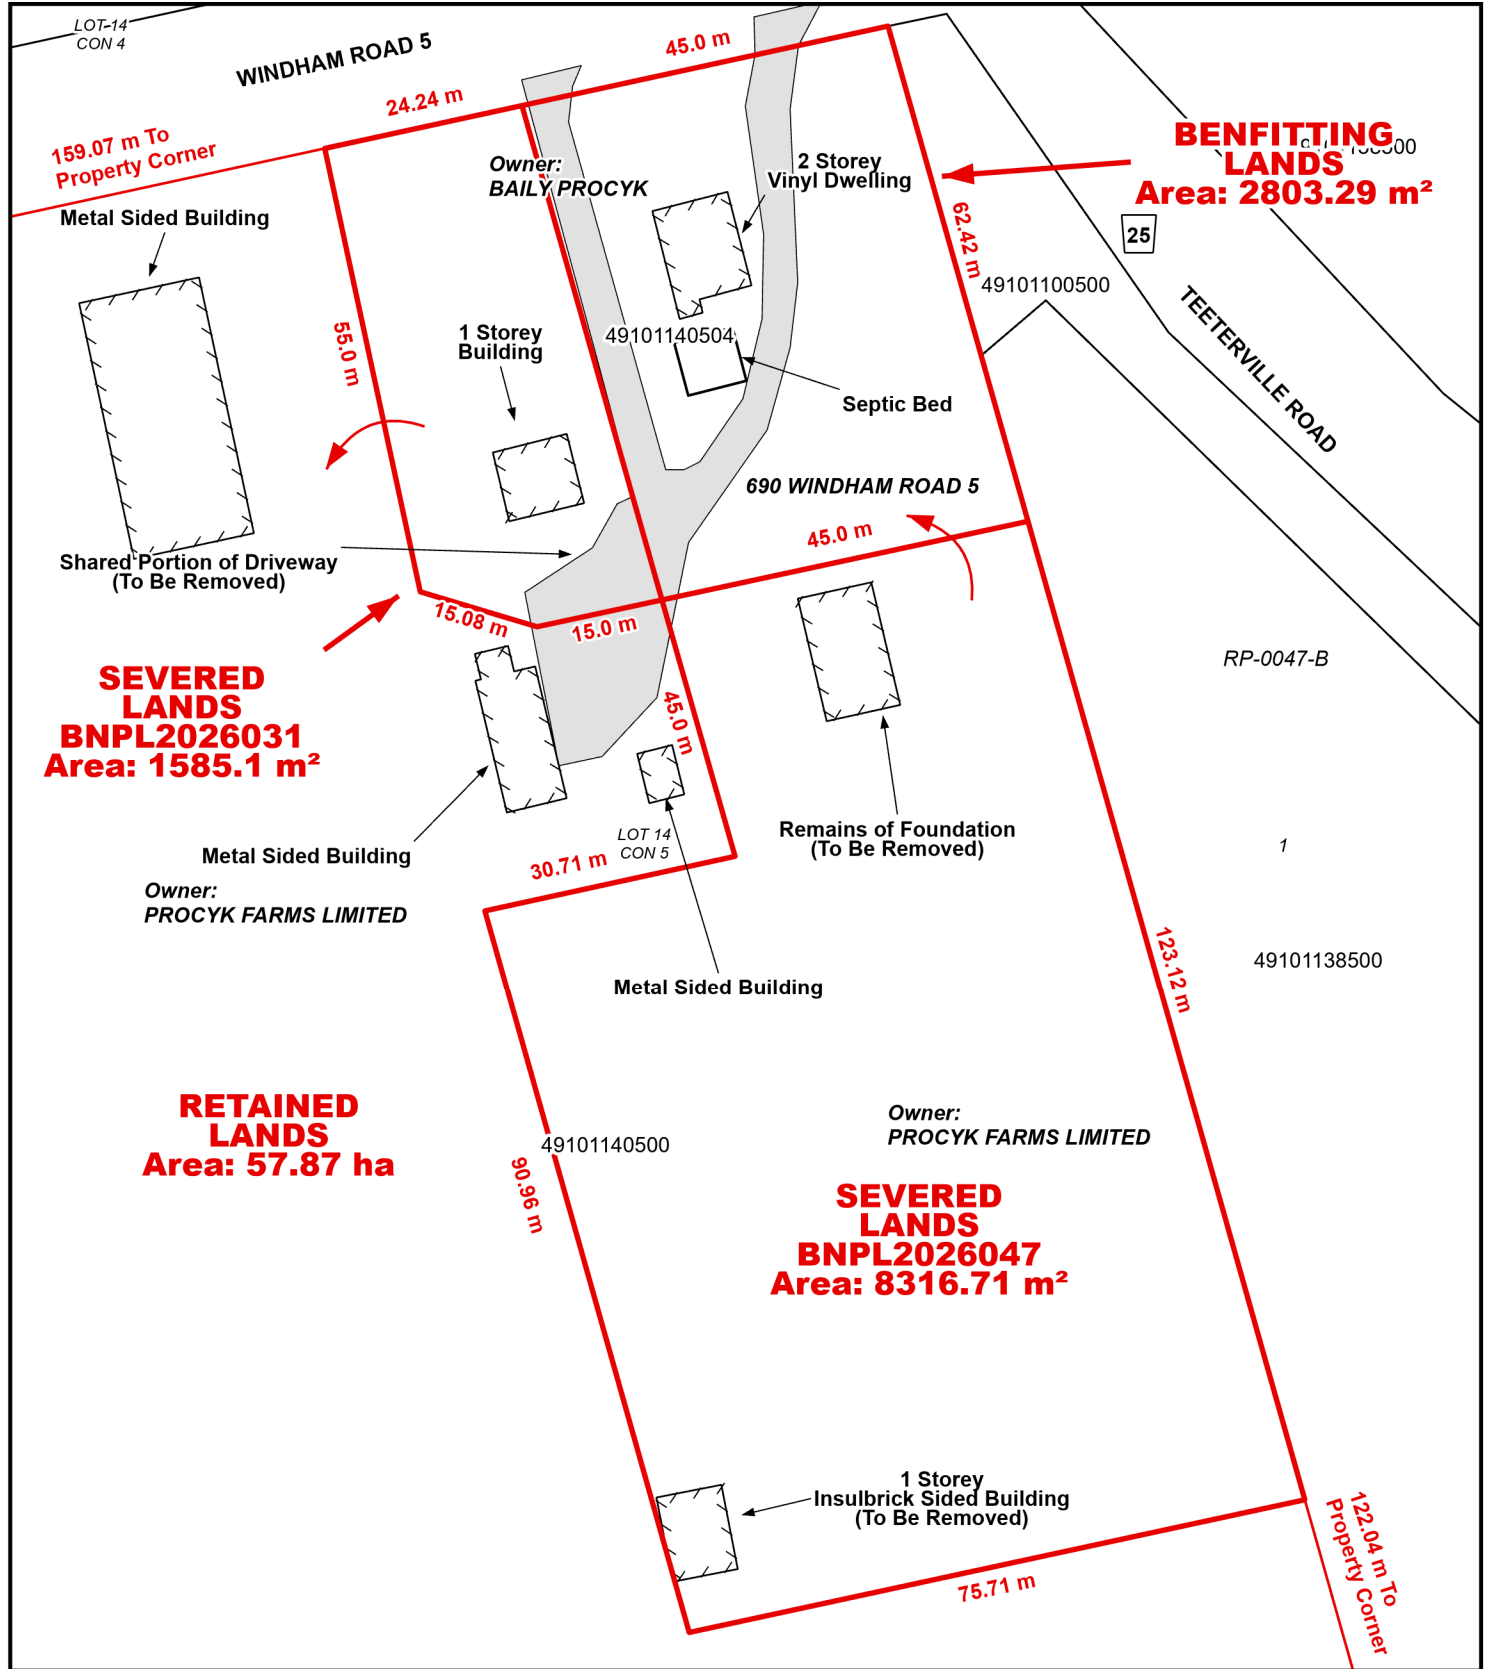 LOT-14
CON 4
WINDHAM ROAD 5
45.0 m
24.24 m
159.07 m To
Property Corner
BENFITTING
LANDS
Area: 2803.29 m²
25
Owner:
BAILY PROCYK
2 Storey
Vinyl Dwelling
Metal Sided Building
62.42 m
49101100500
TEETERVILLE ROAD
55.0 m
1 Storey
Building
49101140504
Septic Bed
690 WINDHAM ROAD 5
45.0 m
Shared Portion of Driveway
(To Be Removed)
15.08 m
15.0 m
SEVERED
LANDS
BNPL2026031
Area: 1585.1 m²
45.0 m
RP-0047-B
Metal Sided Building
LOT 14
CON 5
30.71 m
Remains of Foundation
(To Be Removed)
1
Owner:
PROCYK FARMS LIMITED
Metal Sided Building
123.12 m
49101138500
RETAINED
LANDS
Area: 57.87 ha
49101140500
90.96 m
Owner:
PROCYK FARMS LIMITED
SEVERED
LANDS
BNPL2026047
Area: 8316.71 m²
1 Storey
Insulbrick Sided Building
(To Be Removed)
75.71 m
122.04 m To
Property Corner